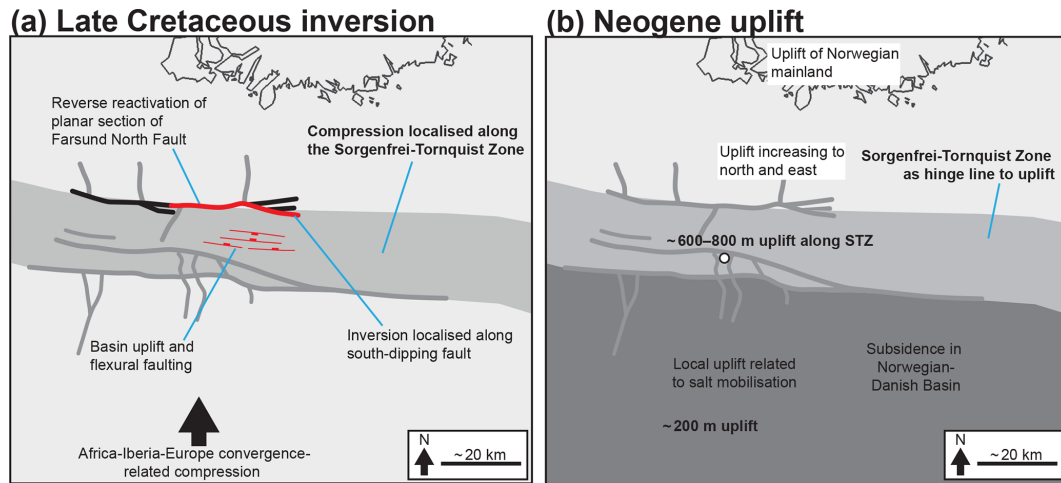 (a) Late Cretaceous inversion
Reverse reactivation of
planar section of
Farsund North Fault
Compression localised along
the Sorgenfrei-Tornquist Zone
Basin uplift and
flexural faulting
Inversion localised along
south-dipping fault
Africa-Iberia-Europe convergence-
related compression
N
~20 km
(b) Neogene uplift
Uplift of Norwegian
mainland
Uplift increasing to
north and east
Sorgenfrei-Tornquist Zone
as hinge line to uplift
~600–800 m uplift along STZ
Local uplift related
to salt mobilisation
Subsidence in
Norwegian-
Danish Basin
~200 m uplift
N
~20 km